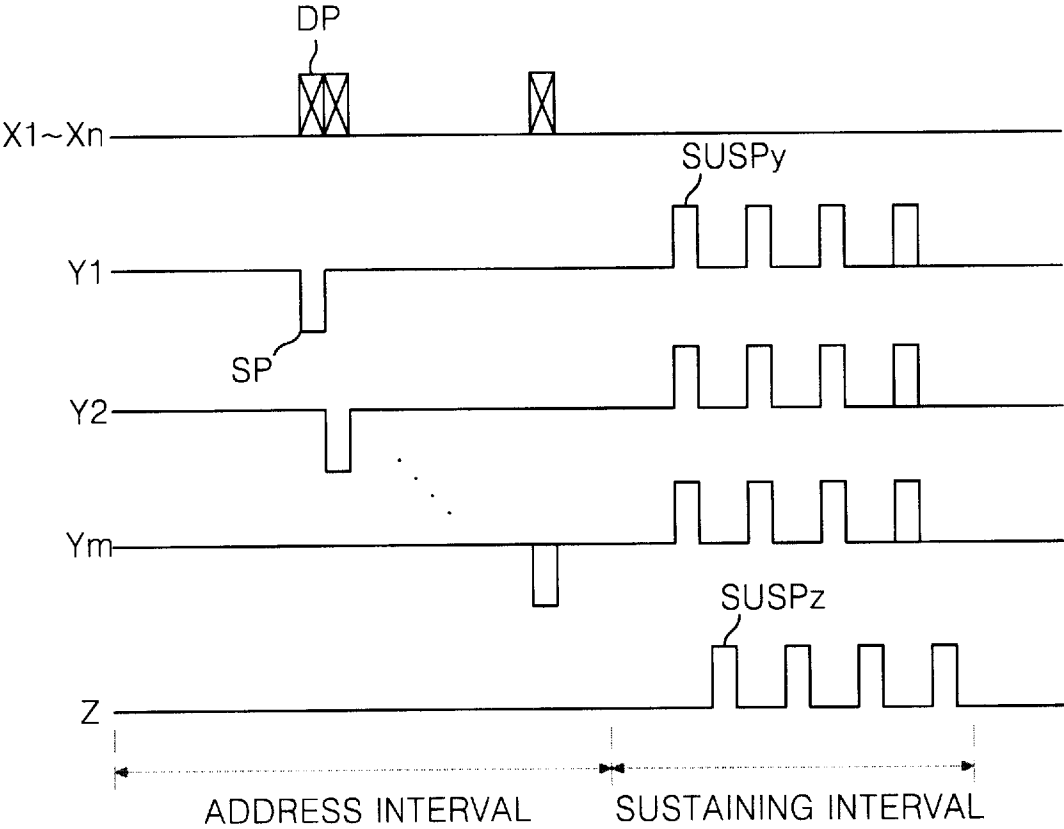 DP
X1~Xn
SUSPy
Y1
SP
Y2
Ym
SUSPz
Z
ADDRESS INTERVAL
SUSTAINING INTERVAL